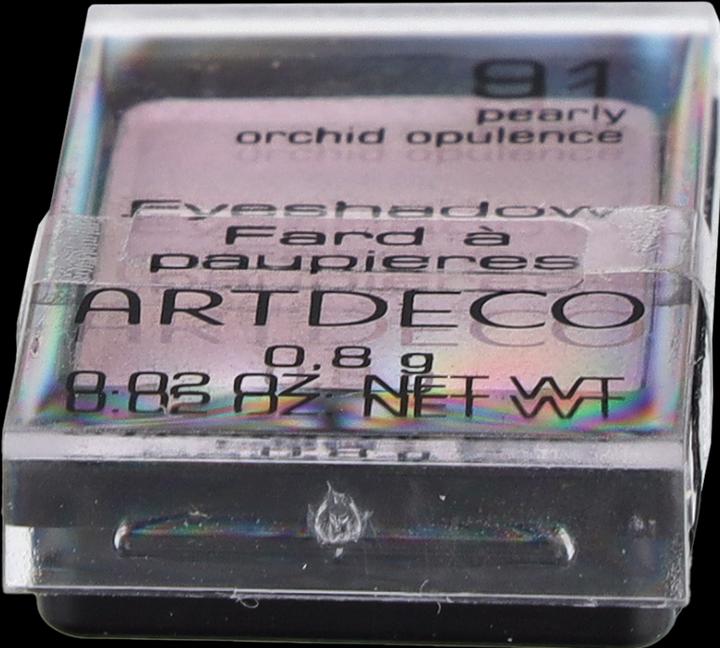 91
pearly
orchid opulence
Eyeshadow
Fard à
paupieres
ARTDECO
0,8 g
0.02 OZ. NET WT